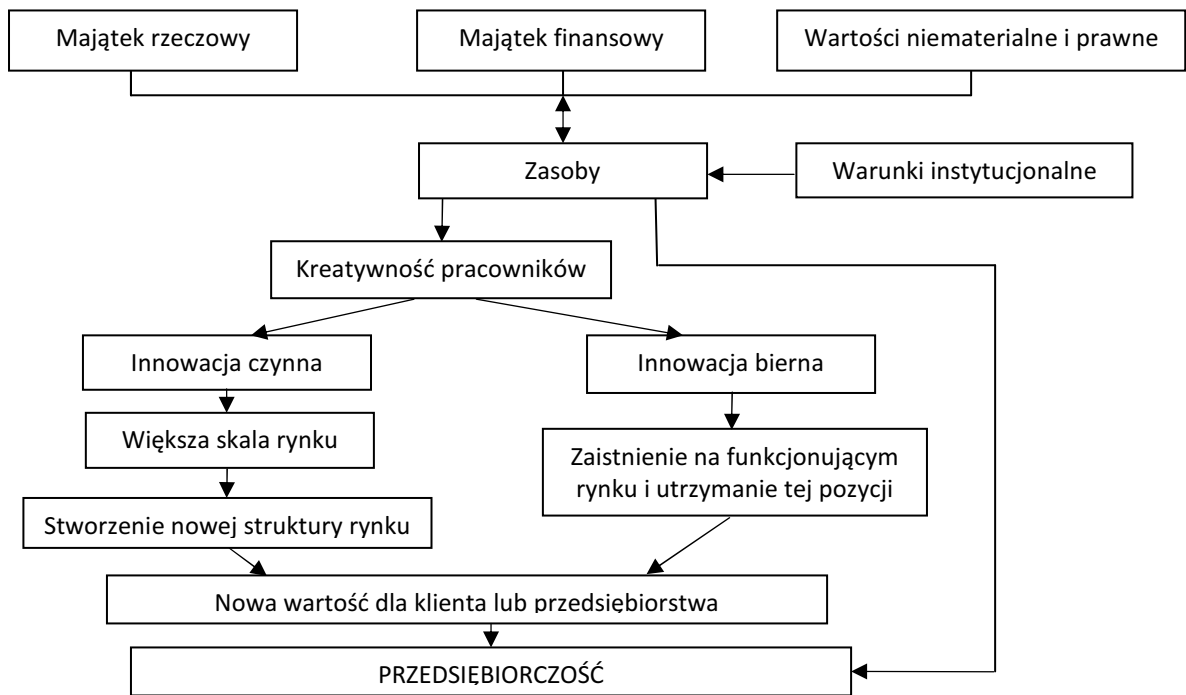 Majątek rzeczowy
Majątek finansowy
Wartości niematerialne i prawne
Zasoby
Warunki instytucjonalne
Kreatywność pracowników
Innowacja czynna
Innowacja bierna
Większa skala rynku
Zaistnienie na funkcjonującym
rynku i utrzymanie tej pozycji
Stworzenie nowej struktury rynku
Nowa wartość dla klienta lub przedsiębiorstwa
PRZEDSIĘBIORCZOŚĆ